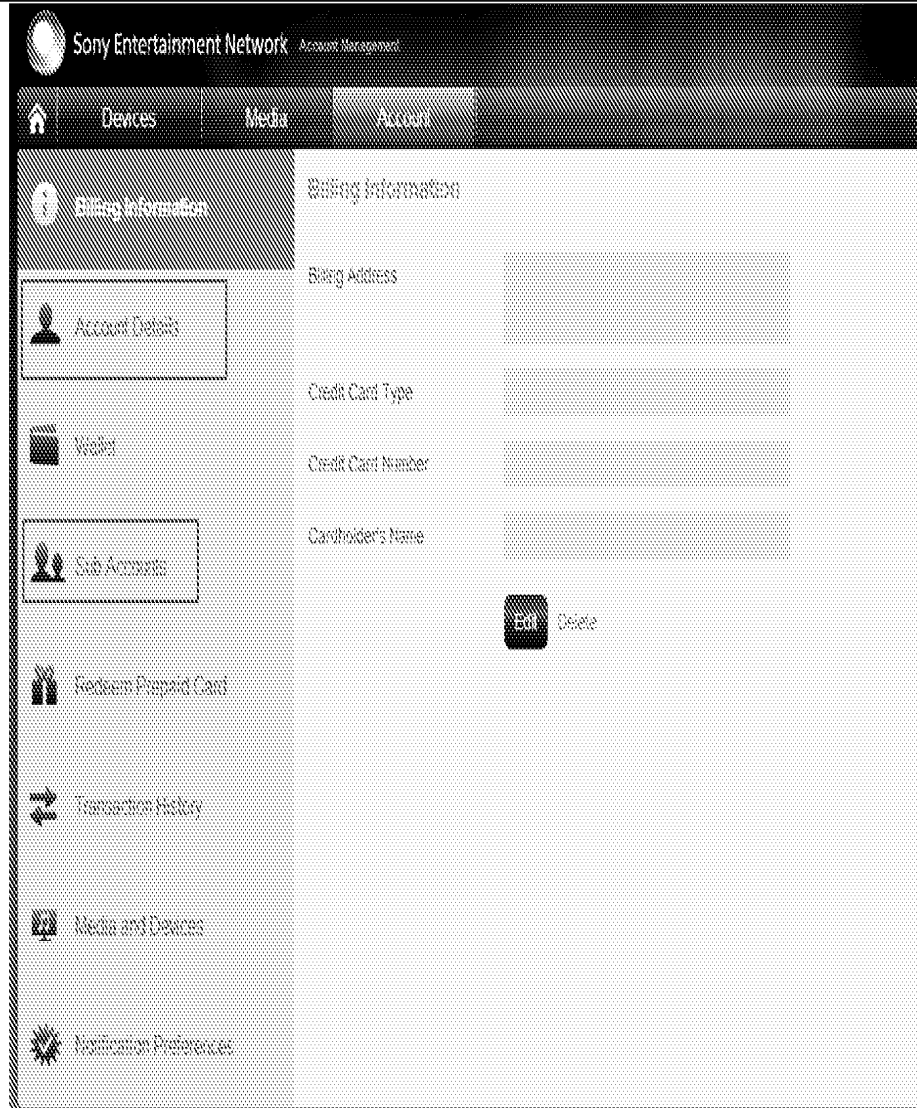 Sony Entertainment Network Account Management
Devices Media Account
Billing Information
Account Details
Wallet
Sub Accounts
Redeem Prepaid Card
Transaction History
Media and Devices
Notification Preferences
Billing Information
Billing Address
Credit Card Type
Credit Card Number
Cardholder's Name
Edit Delete